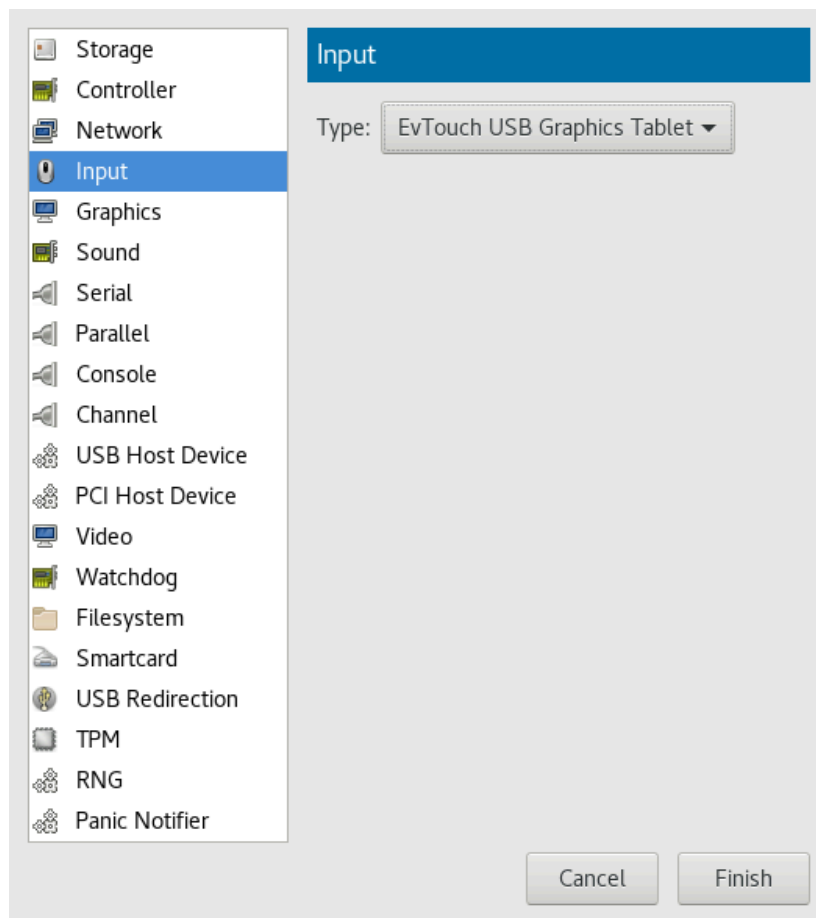 Storage
Controller
Network
Input
Graphics
Sound
Serial
Parallel
Console
Channel
USB Host Device
PCI Host Device
Video
Watchdog
Filesystem
Smartcard
USB Redirection
TPM
RNG
Panic Notifier
Input
Type: EvTouch USB Graphics Tablet
Cancel Finish